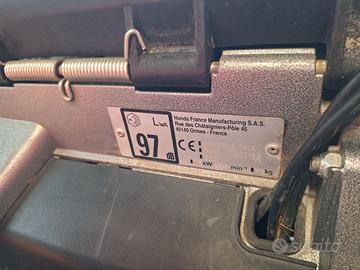 LWA
97
dB
Honda France Manufacturing S.A.S.
Rue des Châtaigniers-Pôle 45
45140 Ormes - France
CE
kW
min⁻¹
kg
subito